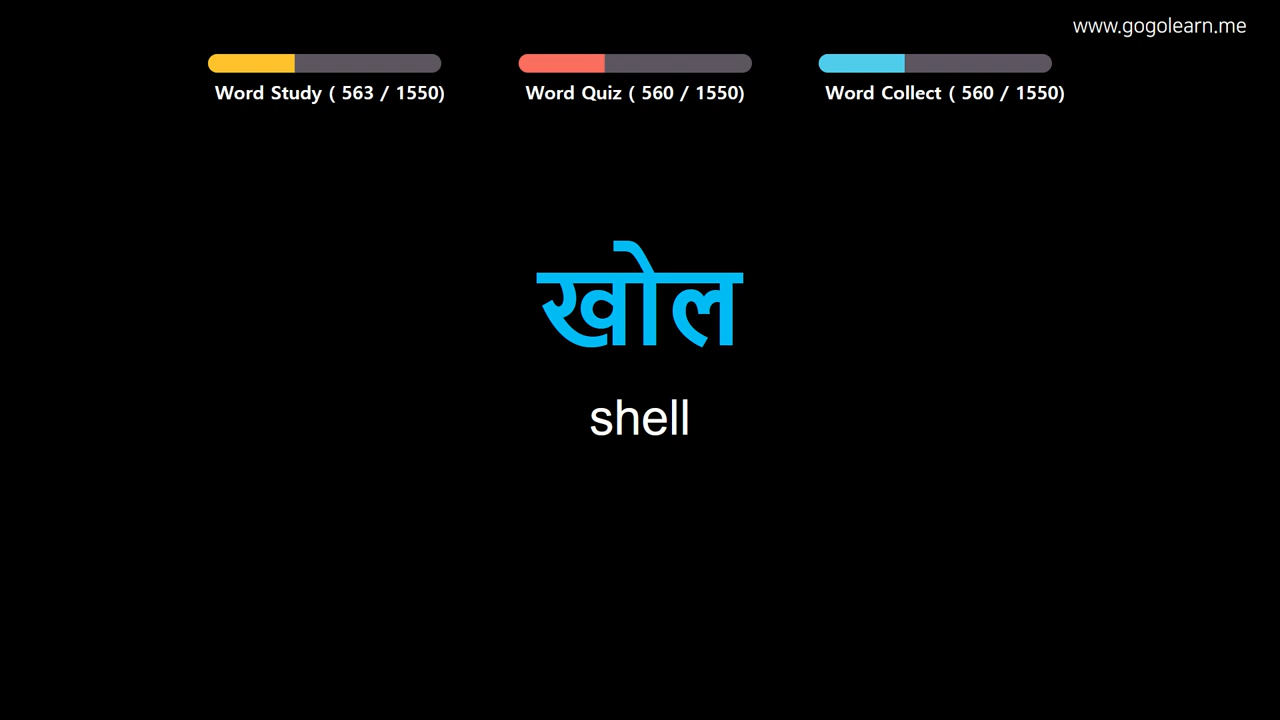 www.gogolearn.me
Word Study ( 563 / 1550)
Word Quiz ( 560 / 1550)
Word Collect ( 560 / 1550)
खोल
shell